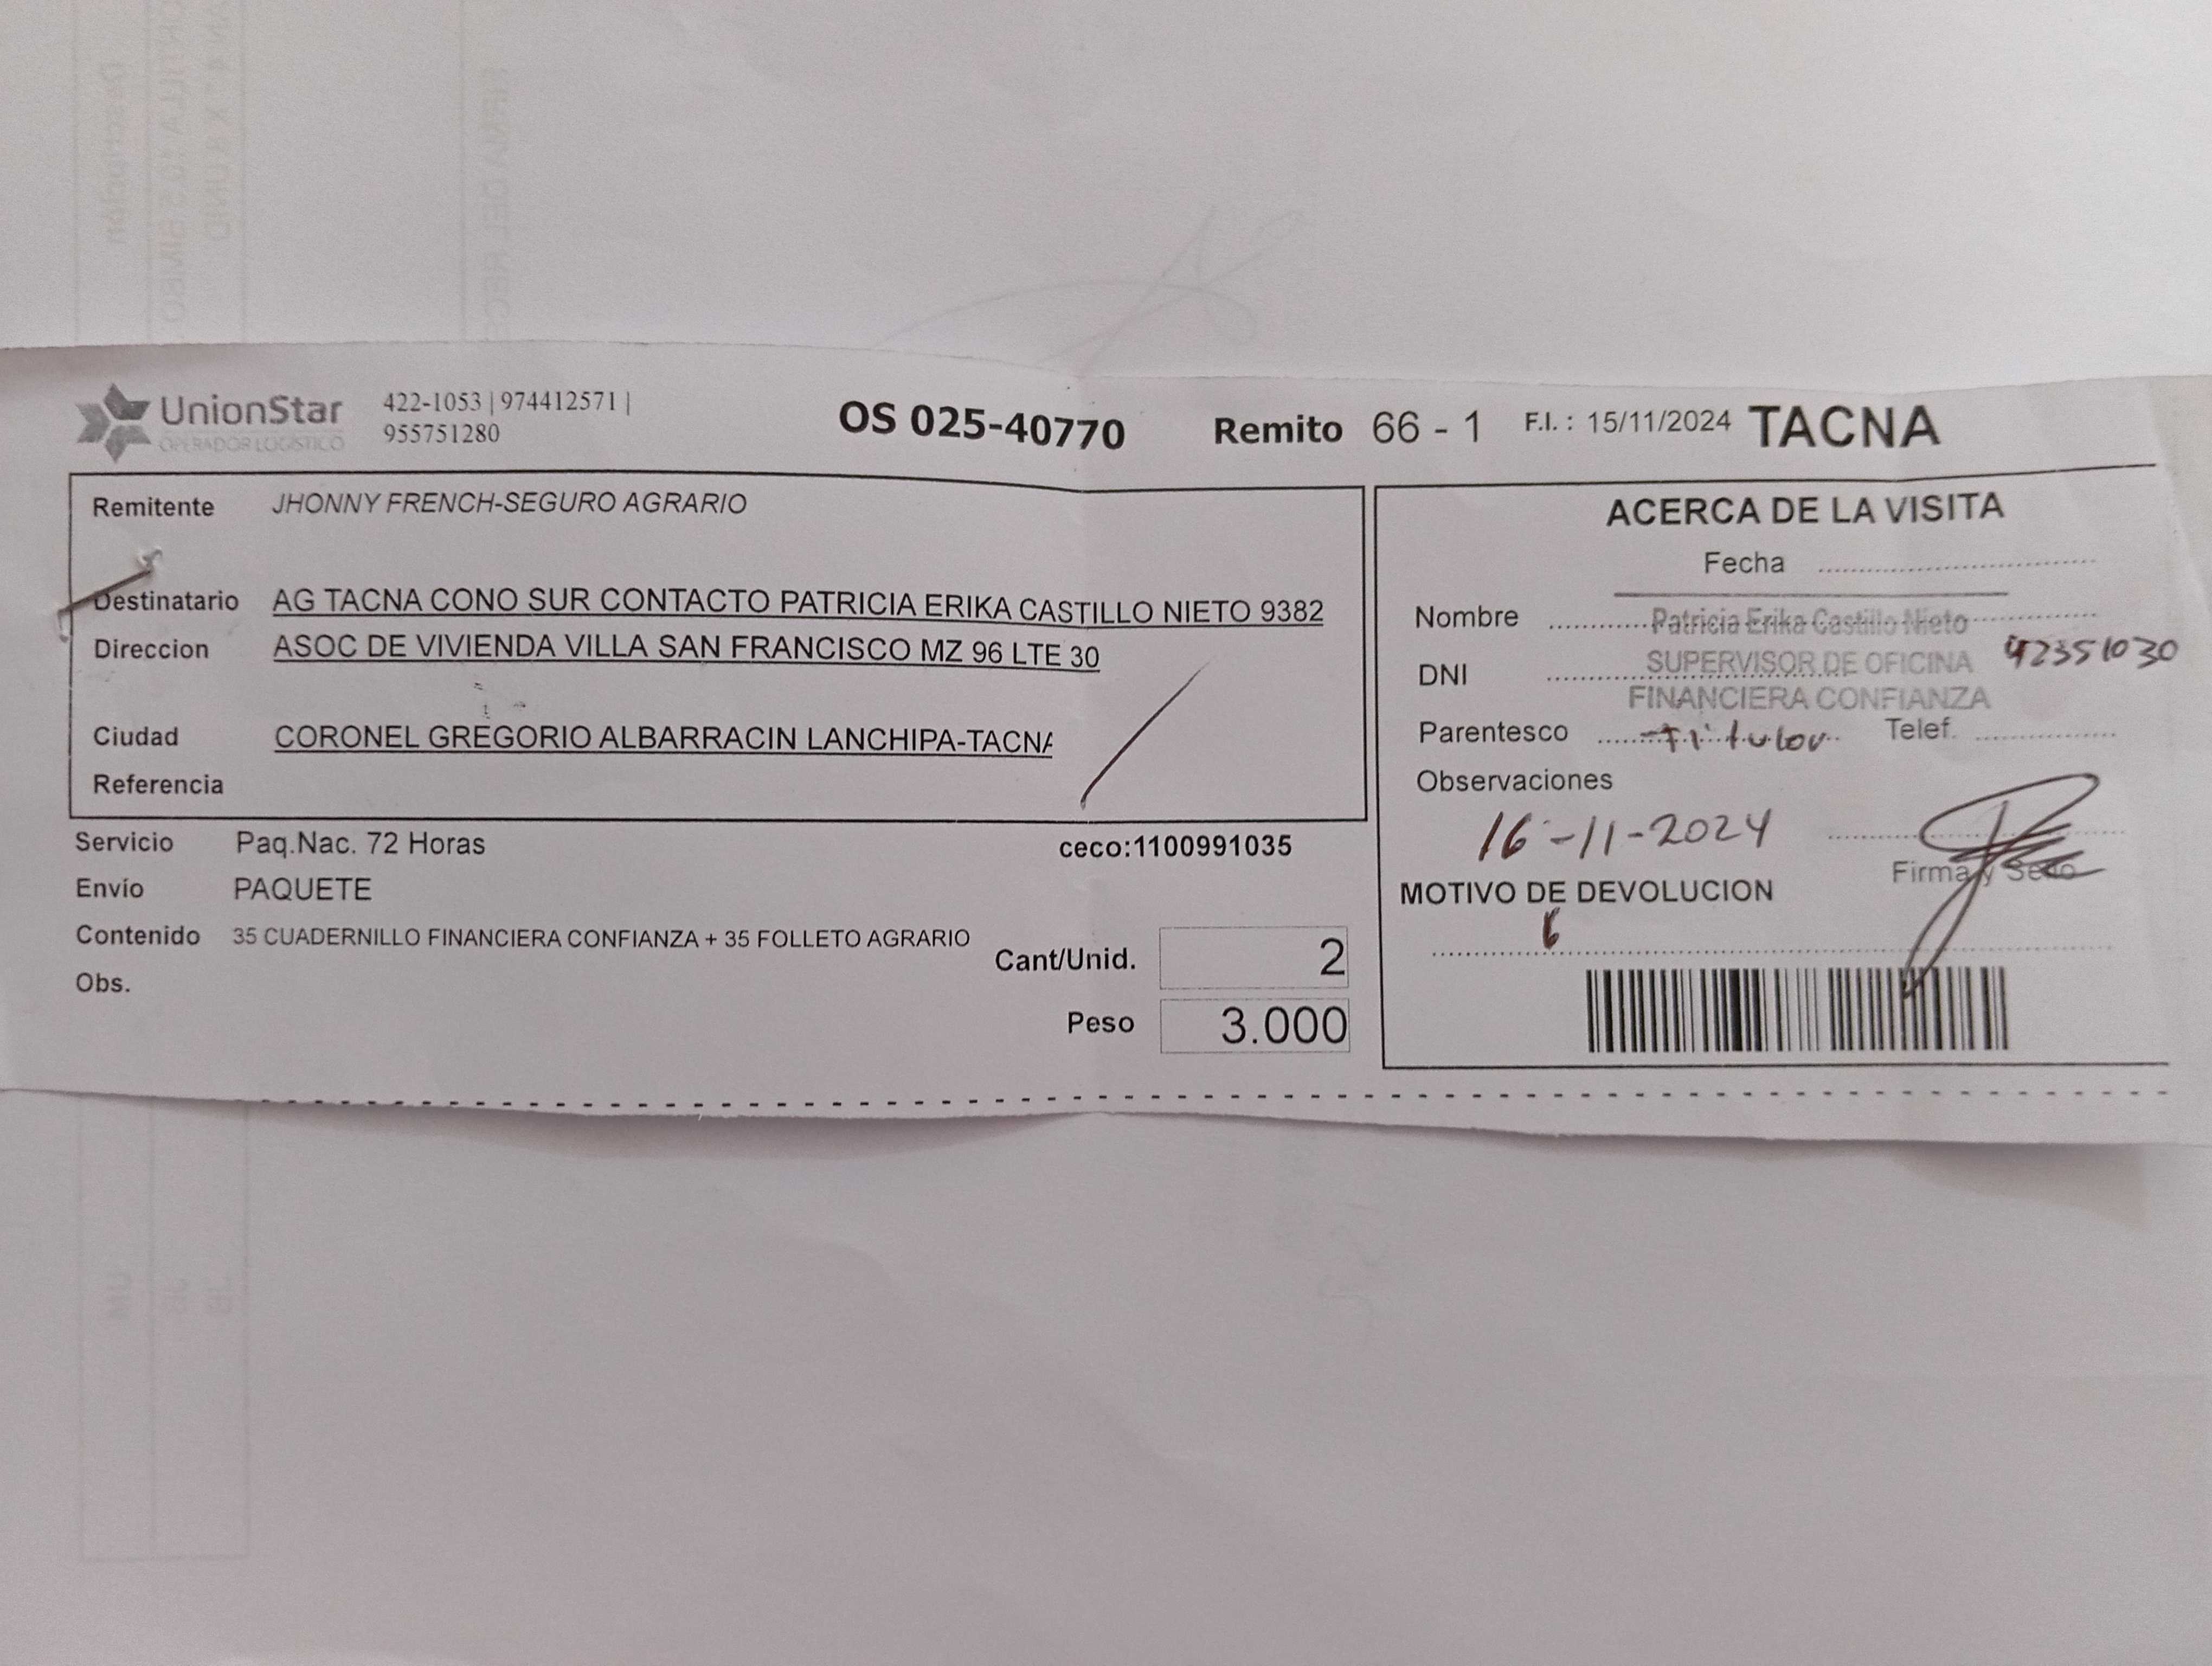 UnionStar
OPERADOR LOGISTICO
422-1053 | 974412571 |
955751280
OS 025-40770
Remito 66 - 1
F.I. : 15/11/2024
TACNA
Remitente JHONNY FRENCH-SEGURO AGRARIO
Destinatario AG TACNA CONO SUR CONTACTO PATRICIA ERIKA CASTILLO NIETO 9382
Direccion ASOC DE VIVIENDA VILLA SAN FRANCISCO MZ 96 LTE 30
Ciudad CORONEL GREGORIO ALBARRACIN LANCHIPA-TACNA
Referencia
Servicio Paq.Nac. 72 Horas
ceco:1100991035
Envío PAQUETE
Contenido 35 CUADERNILLO FINANCIERA CONFIANZA + 35 FOLLETO AGRARIO
Obs.
Cant/Unid. 2
Peso 3.000
ACERCA DE LA VISITA
Fecha
Nombre Patricia Erika Castillo Nieto
DNI SUPERVISOR DE OFICINA 42351030
FINANCIERA CONFIANZA
Parentesco Titular Telef.
Observaciones
16-11-2024
Firma y Sello
MOTIVO DE DEVOLUCION